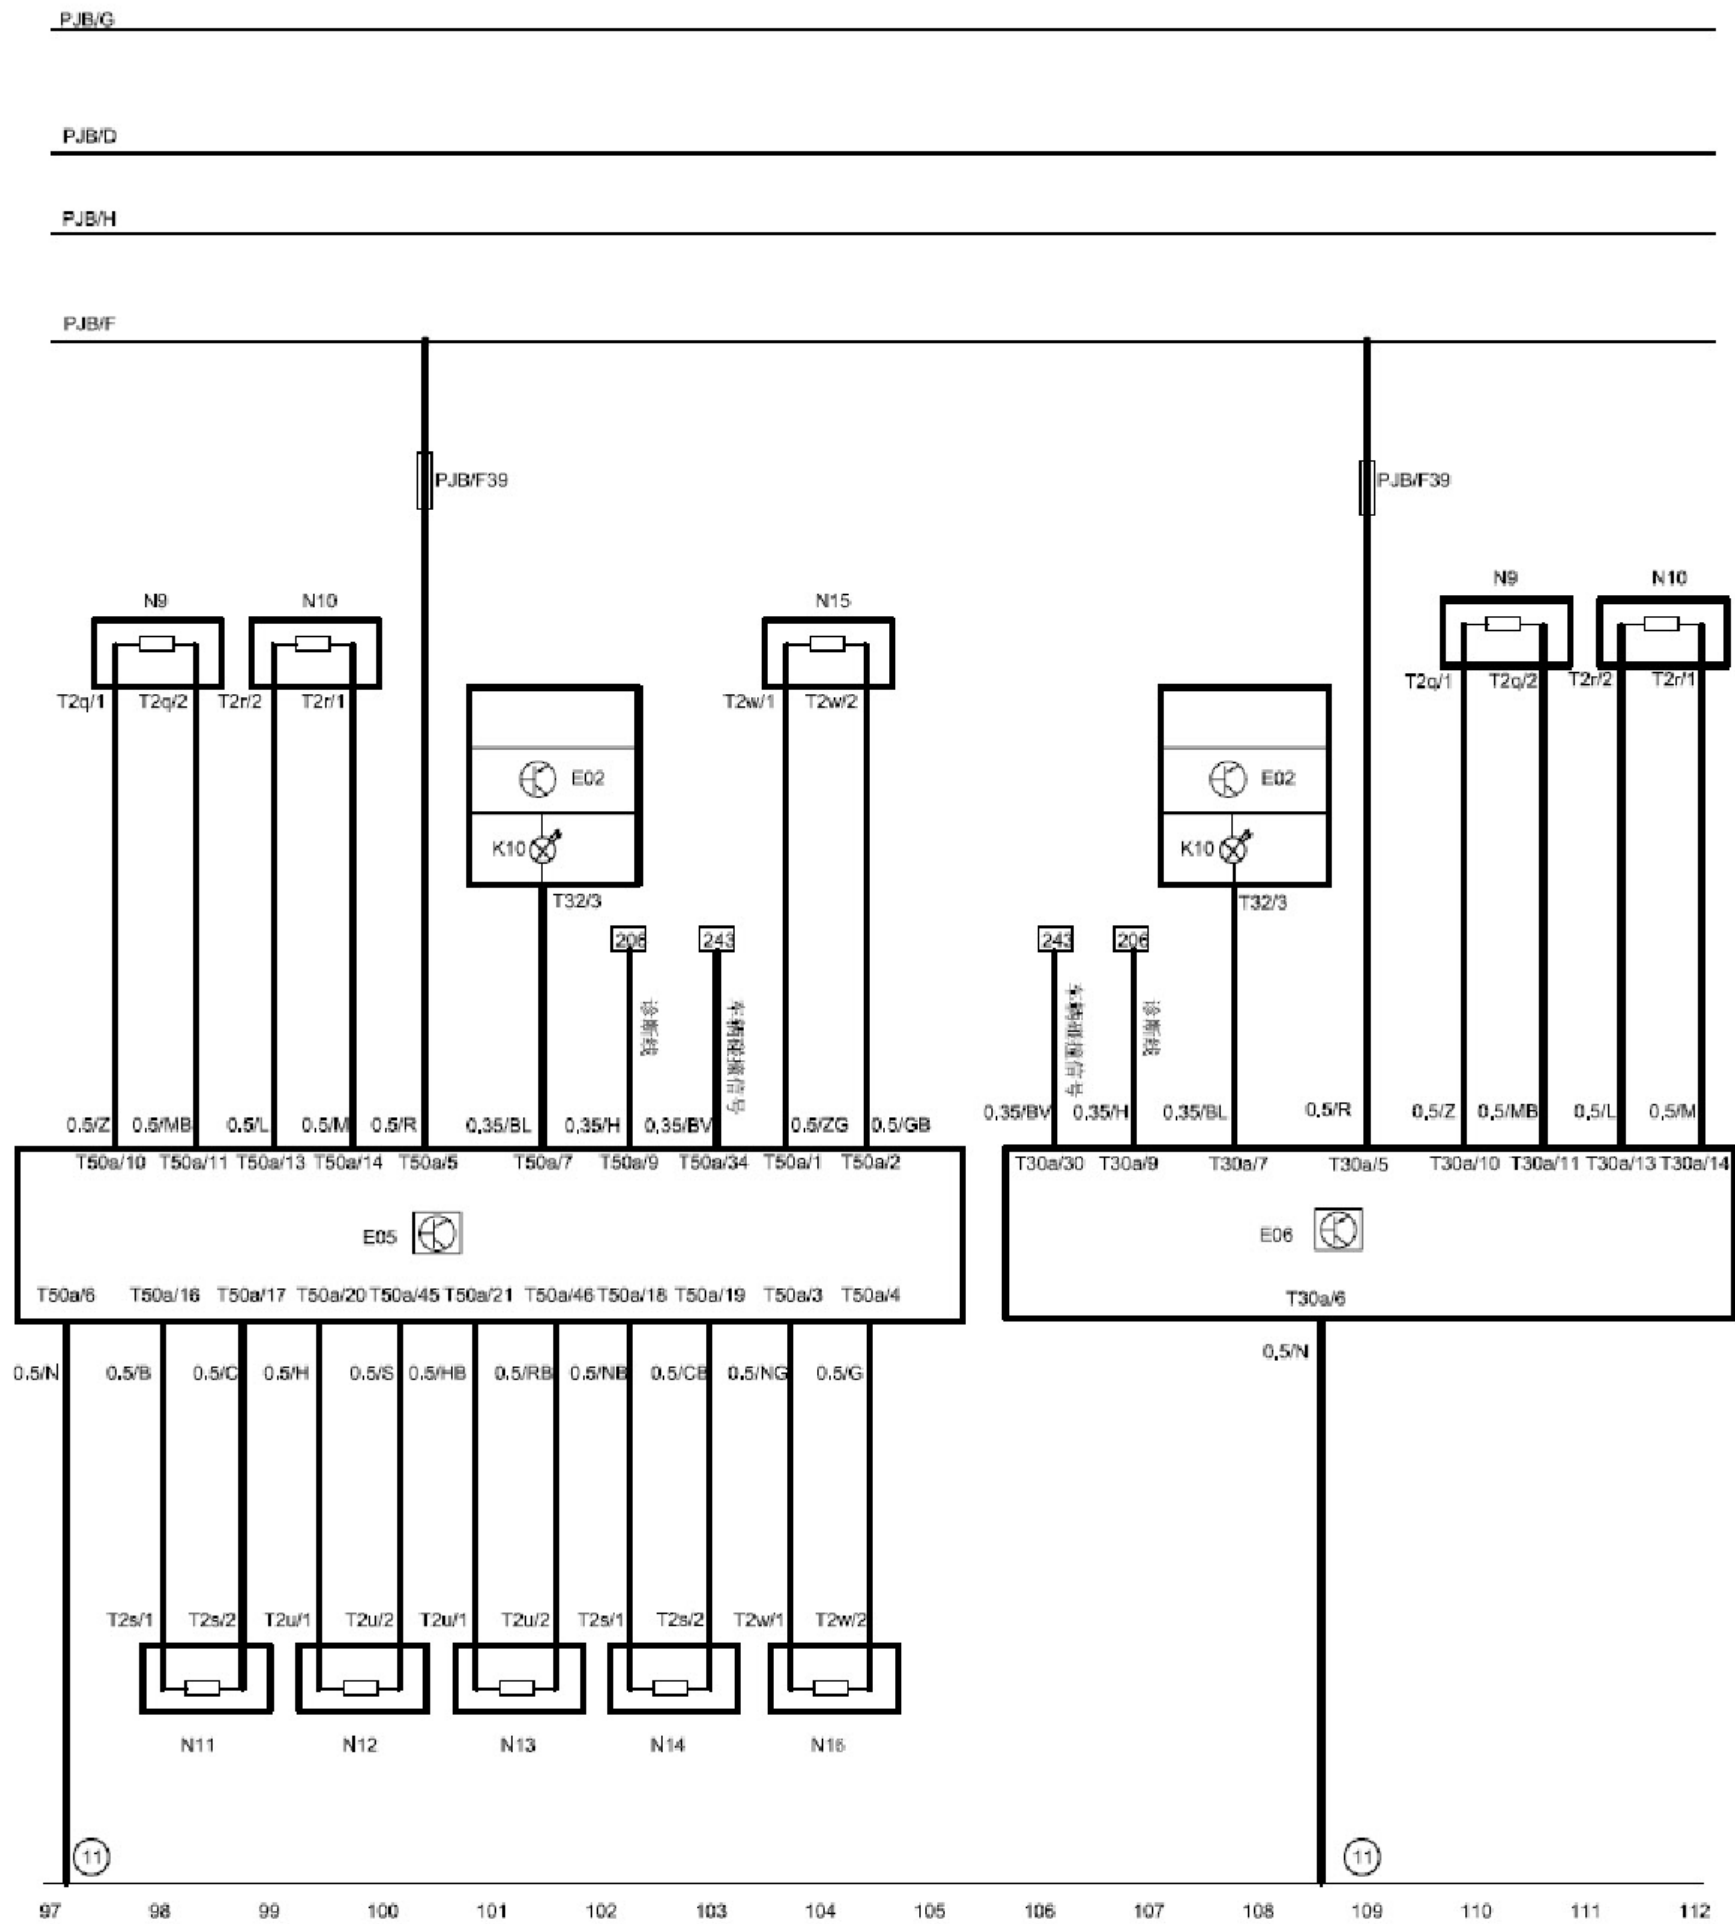 PJB/G
PJB/D
PJB/H
PJB/F
PJB/F39 PJB/F39
N9 N10
N9 N10 N15
T2q/1 T2q/2 T2r/2 T2r/1
T2q/1 T2q/2 T2r/2 T2r/1 T2w/1 T2w/2
E02 E02
K10 K10
T32/3 T32/3
206 243 243 206
诊断线 车辆碰撞信号 车辆碰撞信号 诊断线
0.35/BV 0.35/H 0.35/BL 0.5/R 0.5/Z 0.5/MB 0.5/L 0.5/M
0.5/Z 0.5/MB 0.5/L 0.5/M 0.5/R 0.35/BL 0.35/H 0.35/BV 0.5/ZG 0.5/GB
T50a/10 T50a/11 T50a/13 T50a/14 T50a/5 T50a/7 T50a/9 T50a/34 T50a/1 T50a/2 T30a/30 T30a/9 T30a/7 T30a/5 T30a/10 T30a/11 T30a/13 T30a/14
E05 E06
T50a/6 T50a/16 T50a/17 T50a/20 T50a/45 T50a/21 T50a/46 T50a/18 T50a/19 T50a/3 T50a/4 T30a/6
0.5/N
0.5/N 0.5/B 0.5/C 0.5/H 0.5/S 0.5/HB 0.5/RB 0.5/NB 0.5/CB 0.5/NG 0.5/G
T2s/1 T2s/2 T2u/1 T2u/2 T2u/1 T2u/2 T2s/1 T2s/2 T2w/1 T2w/2
N11 N12 N13 N14 N16
11 11
97 98 99 100 101 102 103 104 105 106 107 108 109 110 111 112